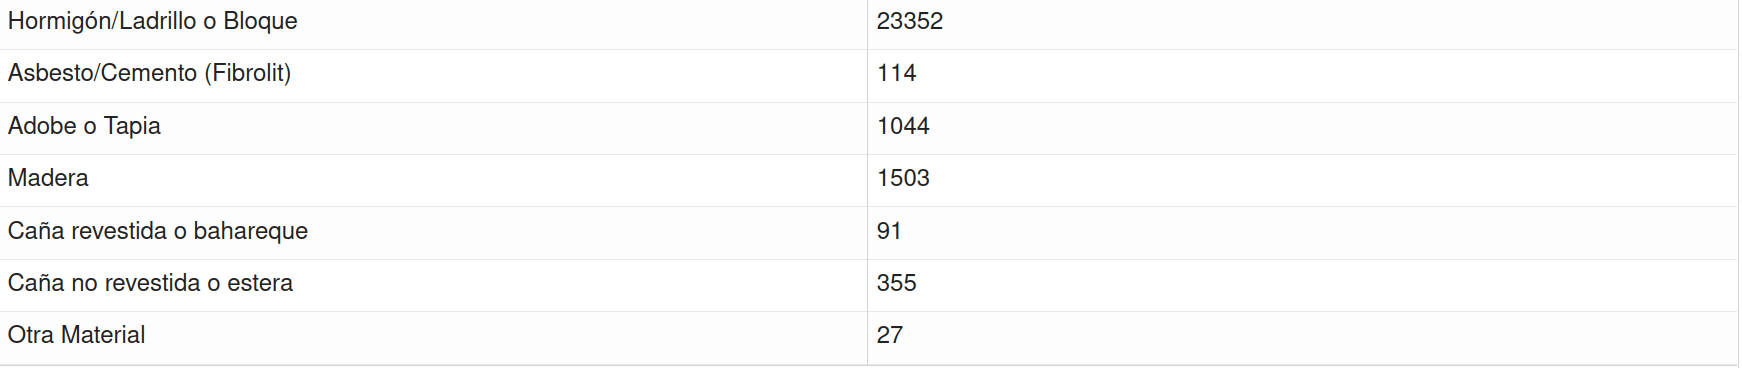 Hormigón/Ladrillo o Bloque 23352
Asbesto/Cemento (Fibrolit) 114
Adobe o Tapia 1044
Madera 1503
Caña revestida o bahareque 91
Caña no revestida o estera 355
Otra Material 27